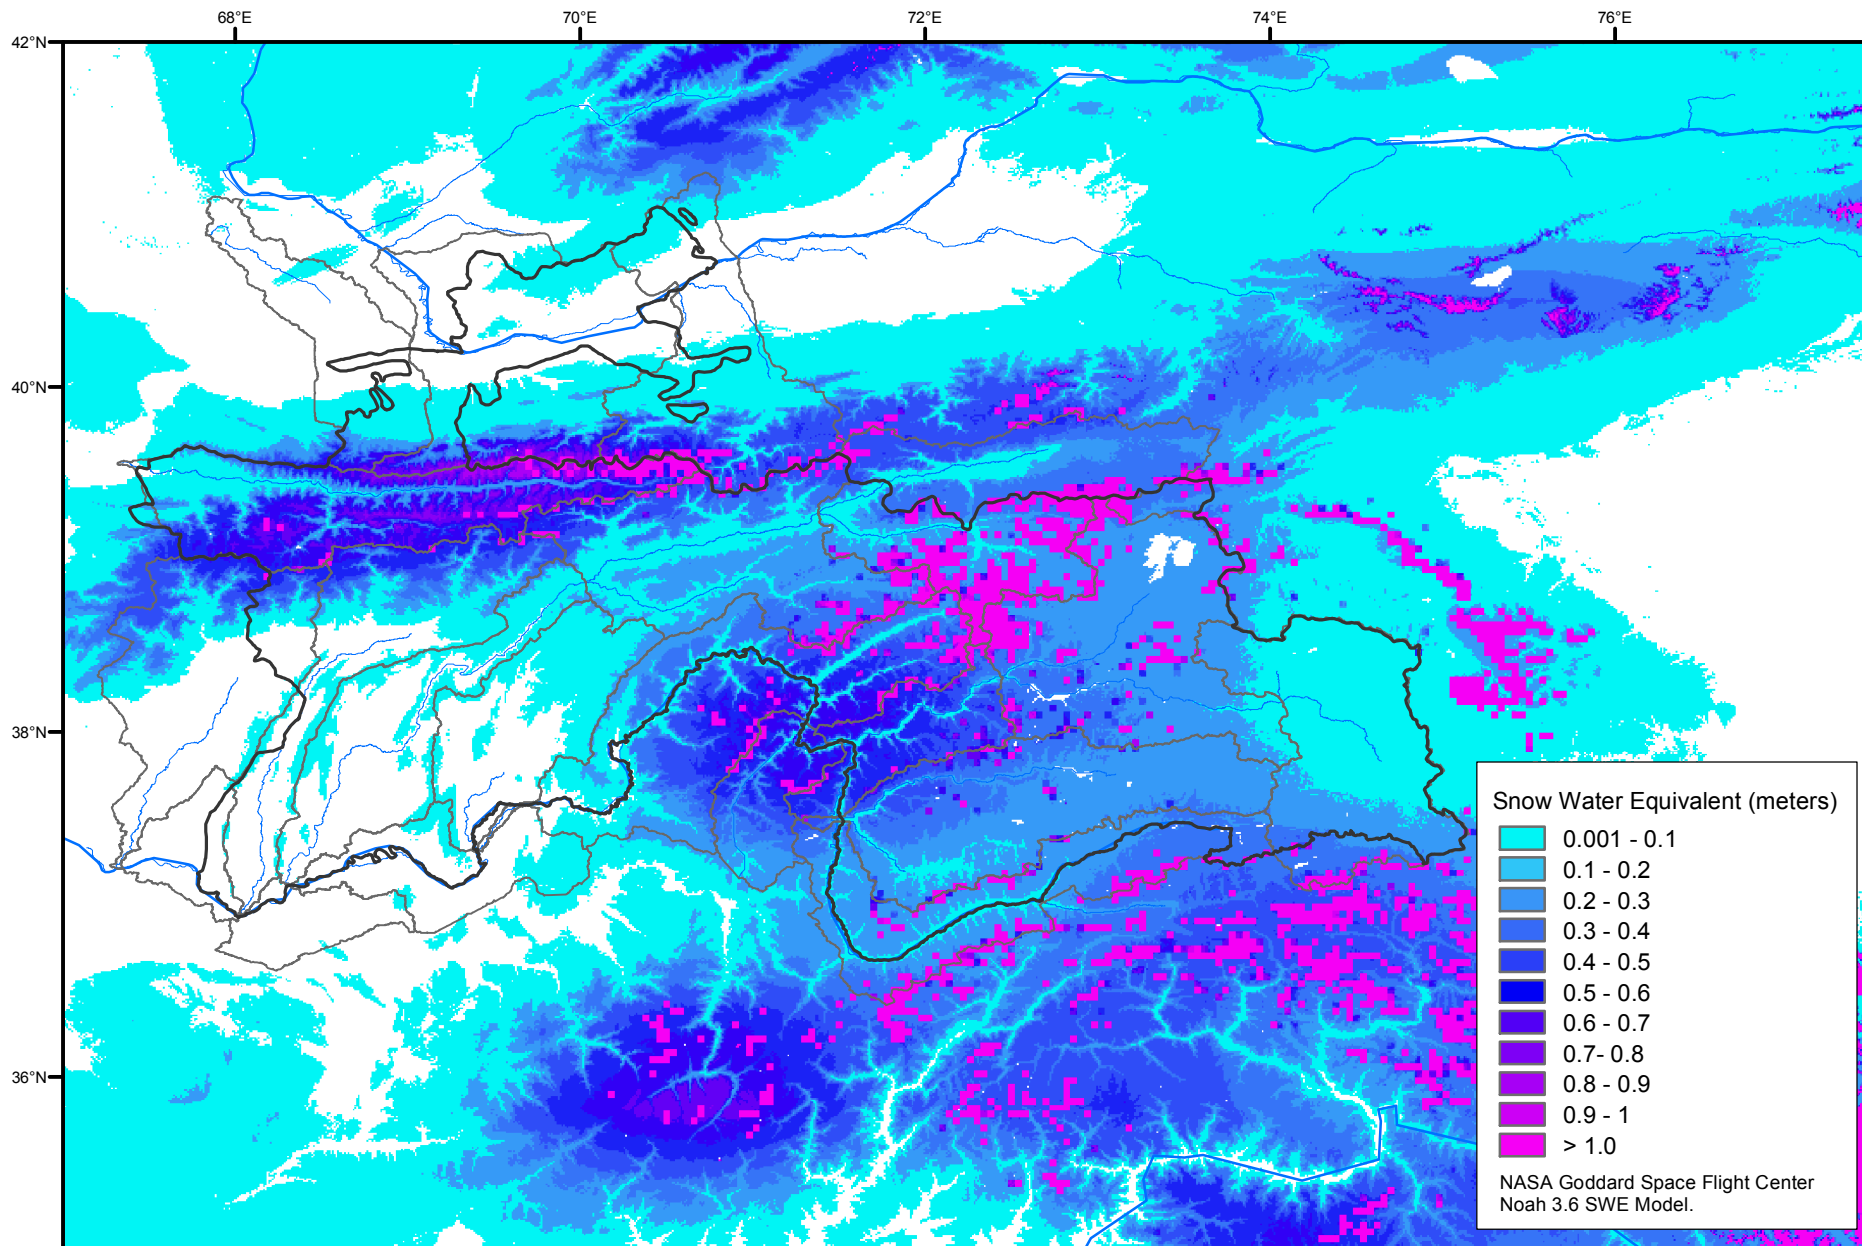 68°E 70°E 72°E 74°E 76°E
42°N
40°N
38°N
36°N
Snow Water Equivalent (meters)
0.001 - 0.1
0.1 - 0.2
0.2 - 0.3
0.3 - 0.4
0.4 - 0.5
0.5 - 0.6
0.6 - 0.7
0.7- 0.8
0.8 - 0.9
0.9 - 1
> 1.0
NASA Goddard Space Flight Center
Noah 3.6 SWE Model.